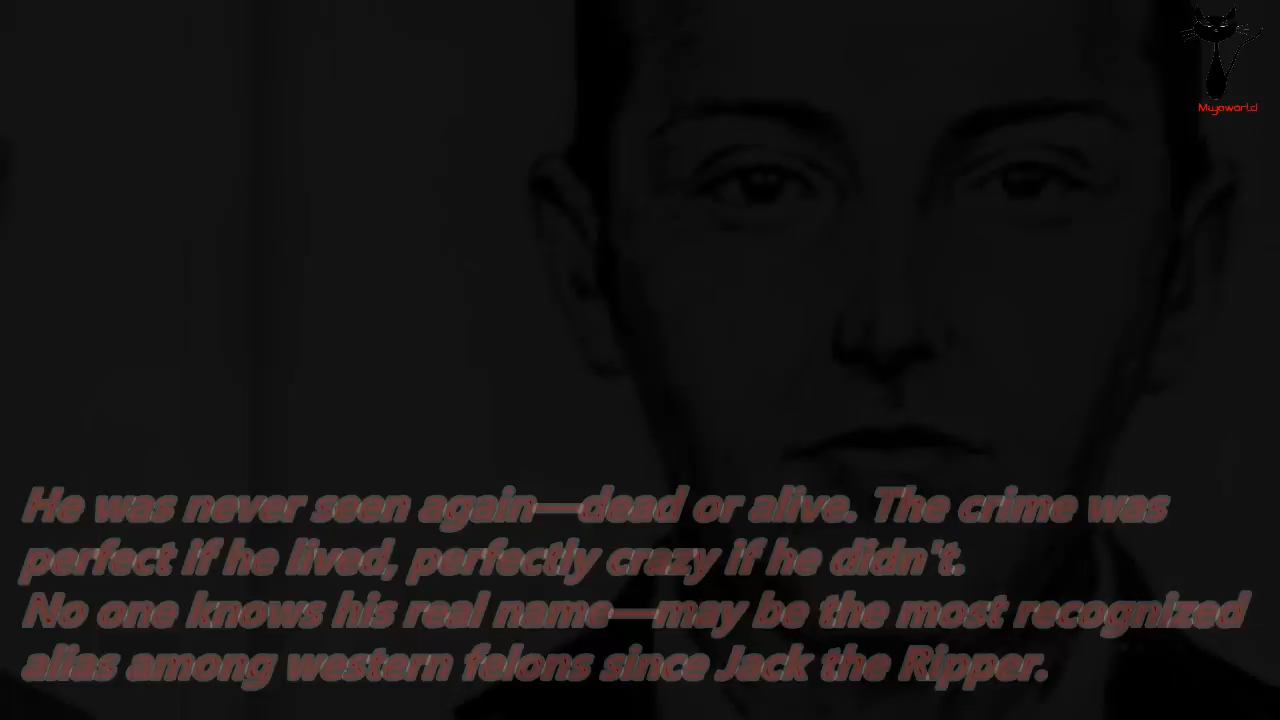 Mujoworld
He was never seen again—dead or alive. The crime was
perfect if he lived, perfectly crazy if he didn't.
No one knows his real name—may be the most recognized
alias among western felons since Jack the Ripper.